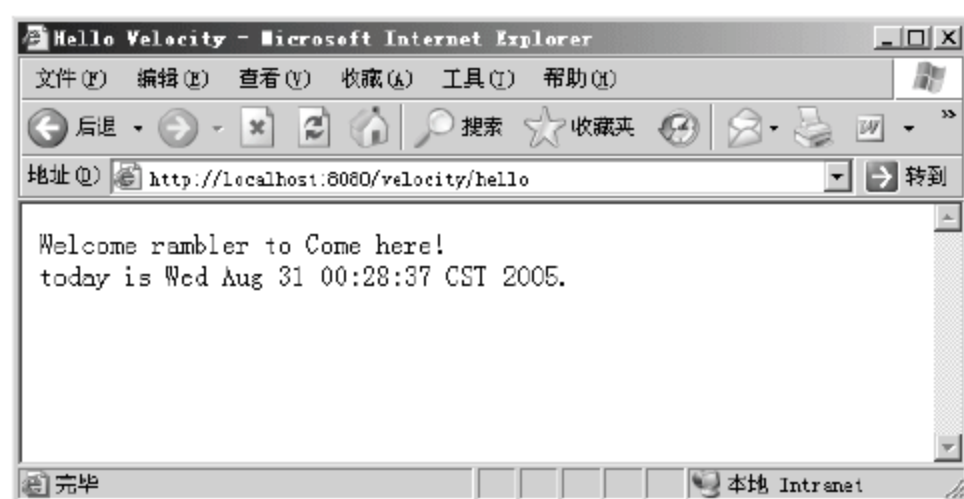 Hello Velocity - Microsoft Internet Explorer
文件(F) 编辑(E) 查看(V) 收藏(A) 工具(T) 帮助(H)
后退 搜索 收藏夹 »
地址(D) http://localhost:8080/velocity/hello 转到
Welcome rambler to Come here!
today is Wed Aug 31 00:28:37 CST 2005.
完毕 本地 Intranet